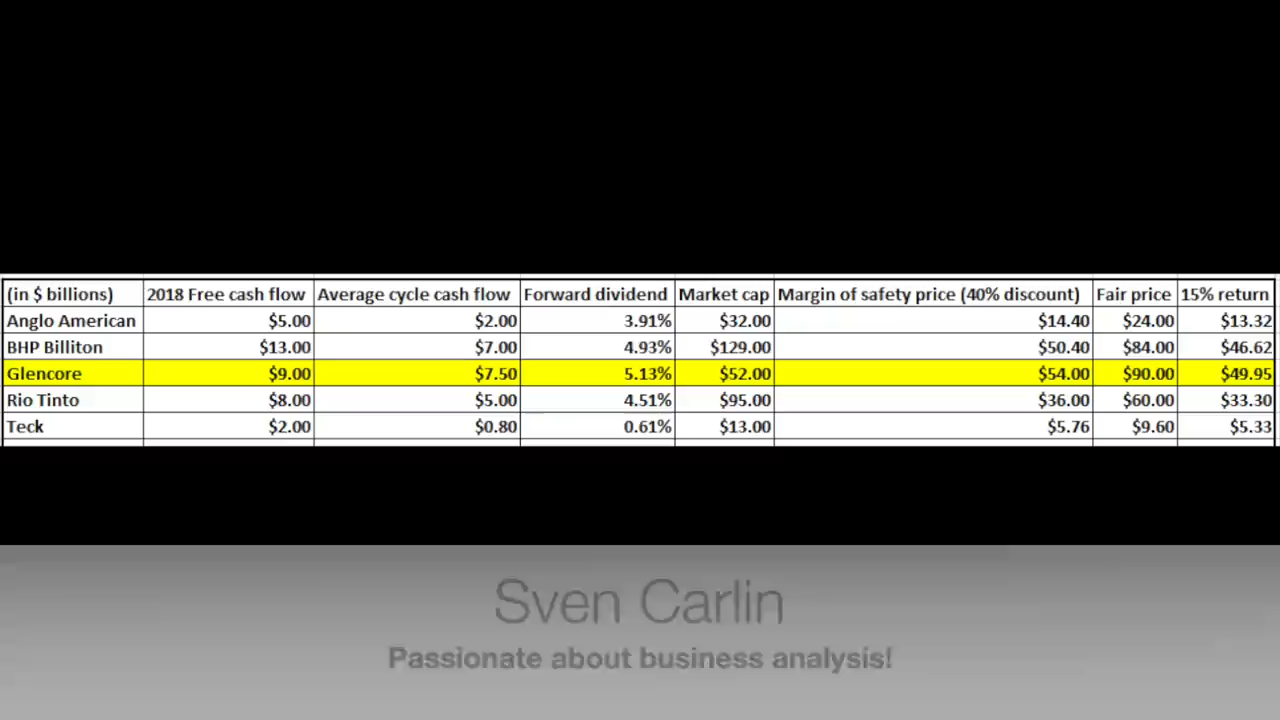 (in $ billions) 2018 Free cash flow Average cycle cash flow Forward dividend Market cap Margin of safety price (40% discount) Fair price 15% return
Anglo American $5.00 $2.00 3.91% $32.00 $14.40 $24.00 $13.32
BHP Billiton $13.00 $7.00 4.93% $129.00 $50.40 $84.00 $46.62
Glencore $9.00 $7.50 5.13% $52.00 $54.00 $90.00 $49.95
Rio Tinto $8.00 $5.00 4.51% $95.00 $36.00 $60.00 $33.30
Teck $2.00 $0.80 0.61% $13.00 $5.76 $9.60 $5.33
Sven Carlin
Passionate about business analysis!